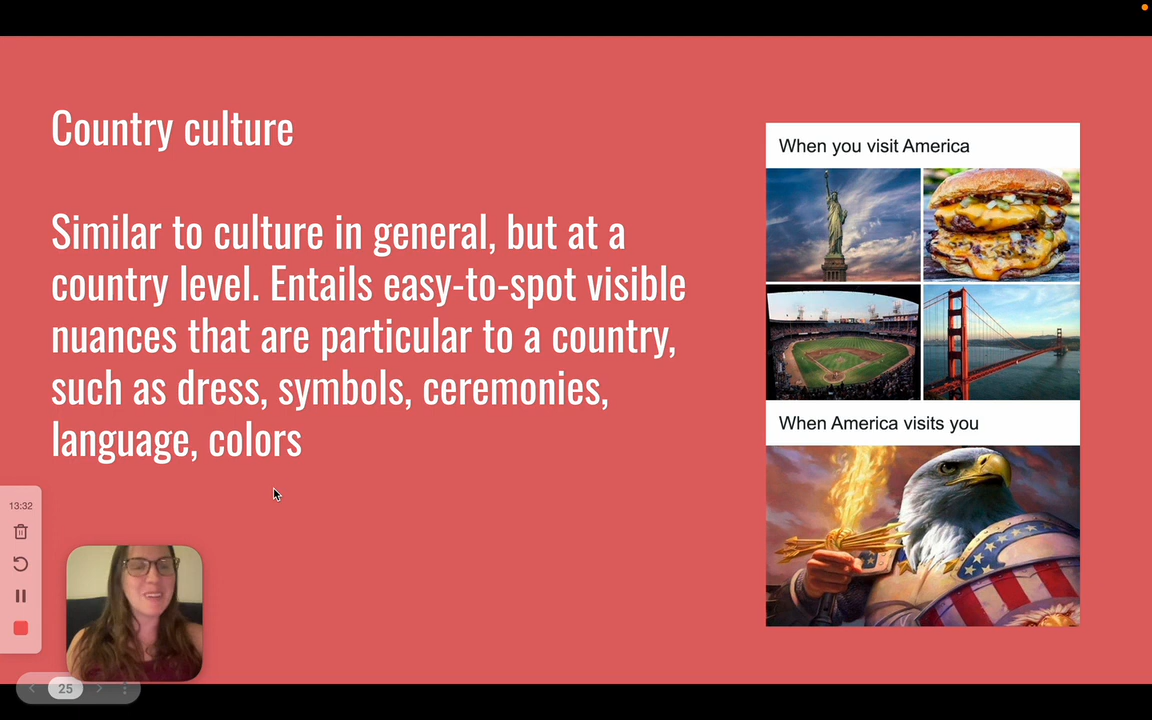 Country culture
Similar to culture in general, but at a
country level. Entails easy-to-spot visible
nuances that are particular to a country,
such as dress, symbols, ceremonies,
language, colors
When you visit America
When America visits you
13:32
25